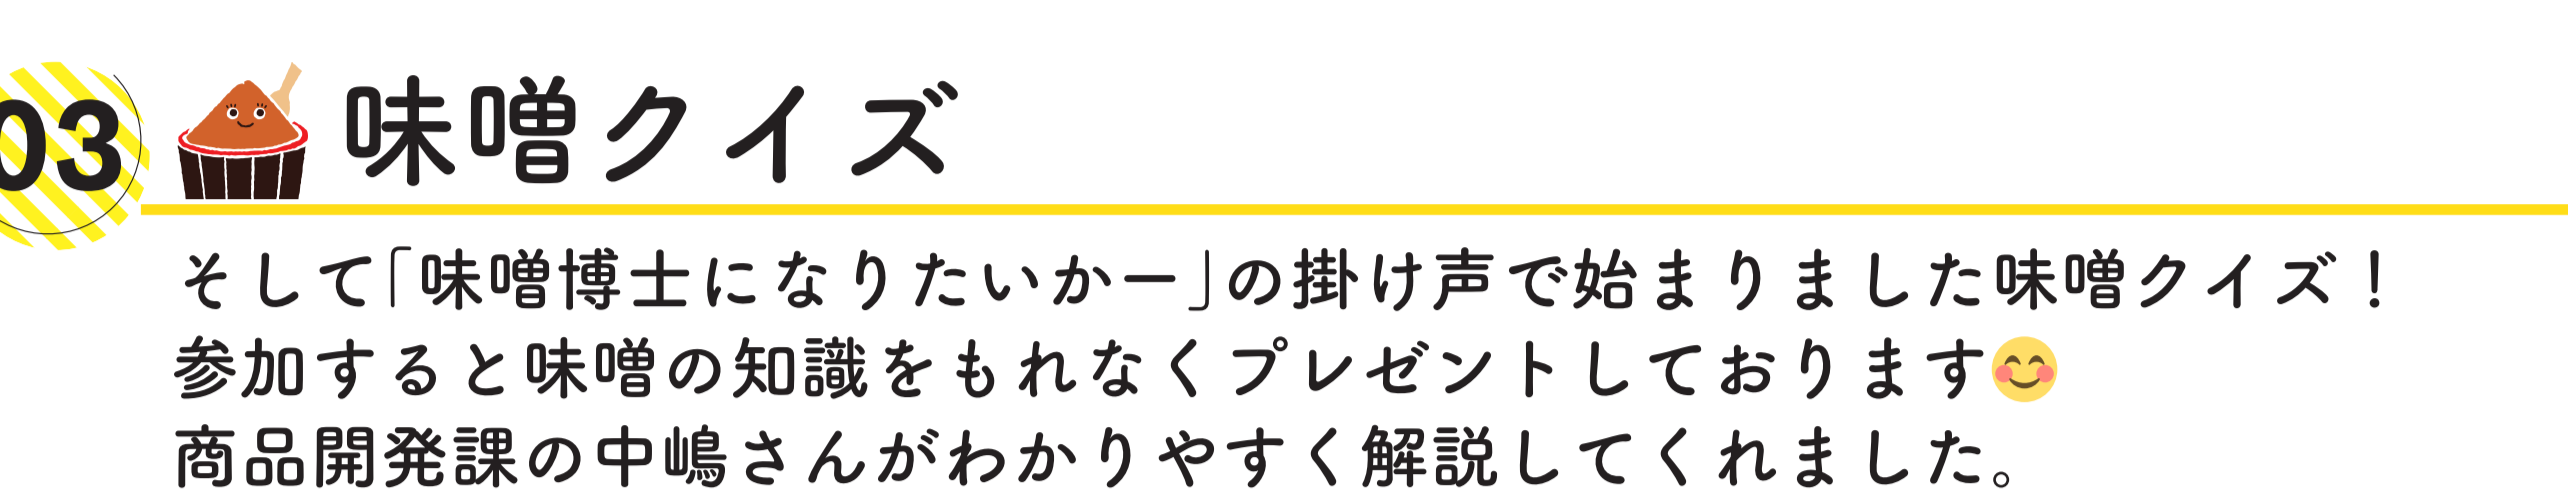 03
味噌クイズ
そして「味噌博士になりたいかー」の掛け声で始まりました味噌クイズ！
参加すると味噌の知識をもれなくプレゼントしております😊
商品開発課の中嶋さんがわかりやすく解説してくれました。